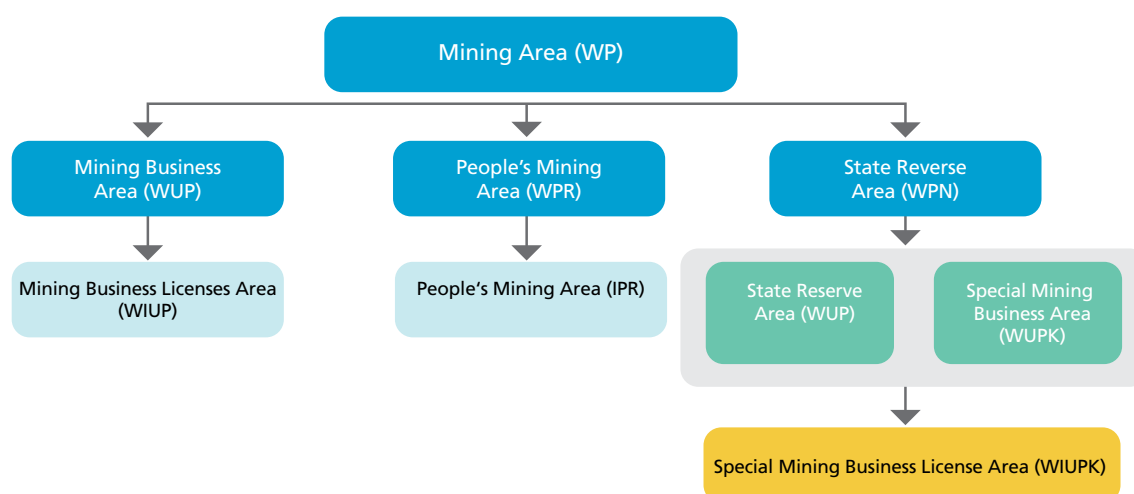 Mining Area (WP)
Mining Business
Area (WUP)
People's Mining
Area (WPR)
State Reverse
Area (WPN)
Mining Business Licenses Area
(WIUP)
People's Mining Area (IPR)
State Reserve
Area (WUP)
Special Mining
Business Area
(WUPK)
Special Mining Business License Area (WIUPK)